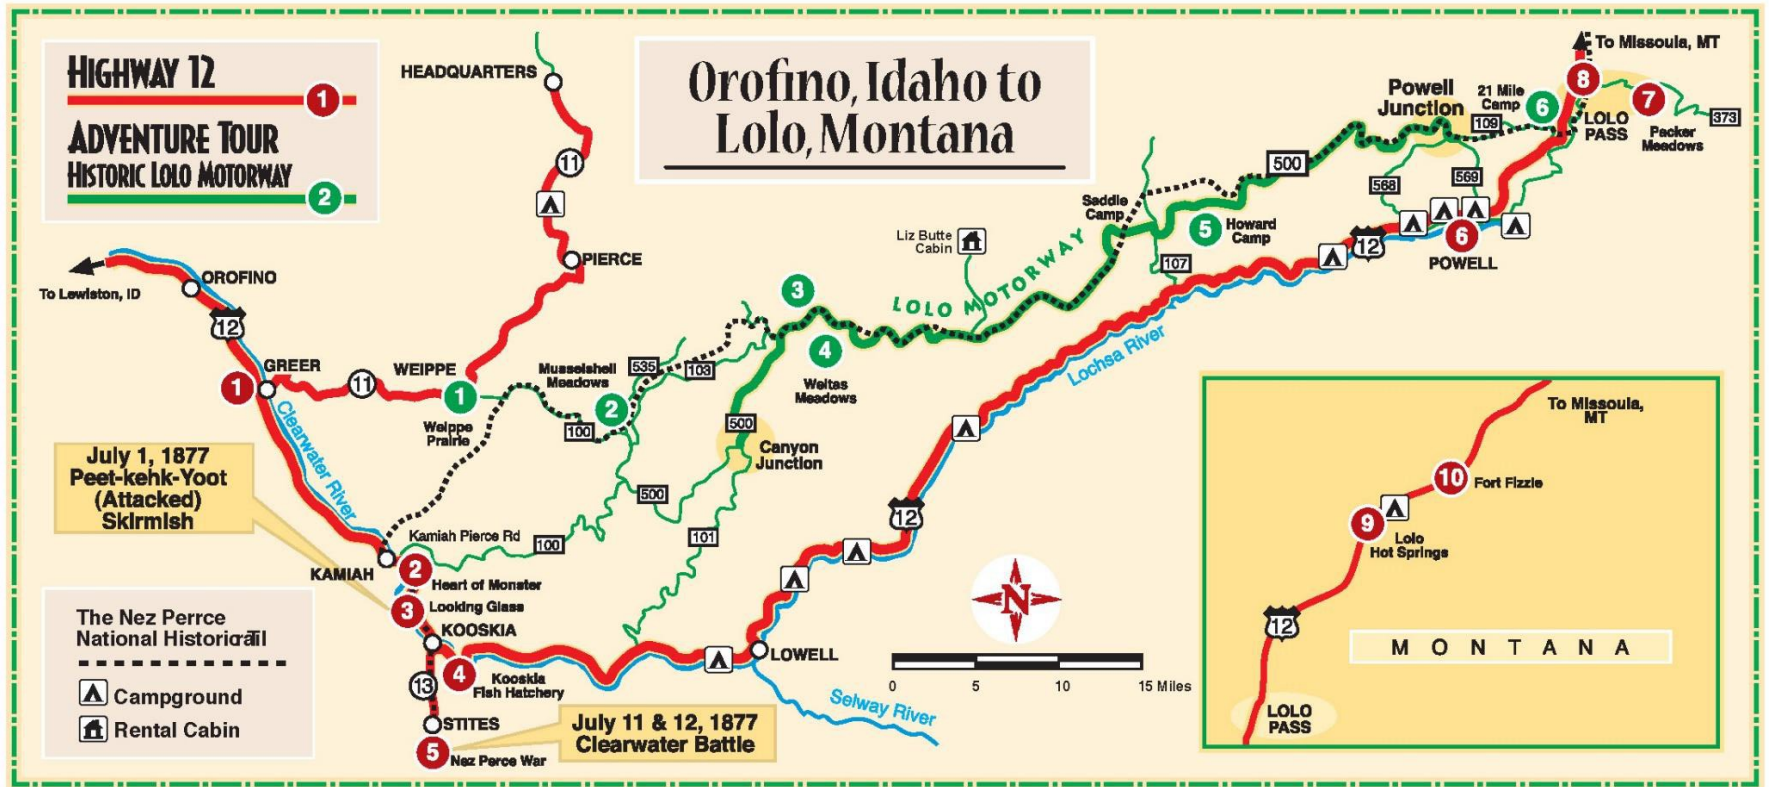 HIGHWAY 12
1
ADVENTURE TOUR
HISTORIC LOLO MOTORWAY
2
Orofino, Idaho to
Lolo, Montana
HEADQUARTERS
11
PIERCE
To Lewiston, ID
OROFINO
12
GREER
1
11
WEIPPE
1
Weippe
Prairie
Clearwater River
Musselshell
Meadows
2
535
103
100
500
3
4
Weitas
Meadows
500
Canyon
Junction
101
Liz Butte
Cabin
LOLO MOTORWAY
Saddle
Camp
107
5
Howard
Camp
500
Powell
Junction
109
21 Mile
Camp
6
568
569
To Missoula, MT
8
7
LOLO
PASS
Packer
Meadows
373
12
6
POWELL
Lochsa River
12
July 1, 1877
Peet-kehk-Yoot
(Attacked)
Skirmish
Kamiah Pierce Rd
100
KAMIAH
2
Heart of Monster
3
Looking Glass
KOOSKIA
4
Kooskia
Fish Hatchery
13
STITES
5
Nez Perce War
July 11 & 12, 1877
Clearwater Battle
LOWELL
Selway River
N
0 5 10 15 Miles
The Nez Perrce
National HistoricraTil
Campground
Rental Cabin
To Missoula,
MT
10
Fort Fizzle
9
Lolo
Hot Springs
12
MONTANA
LOLO
PASS